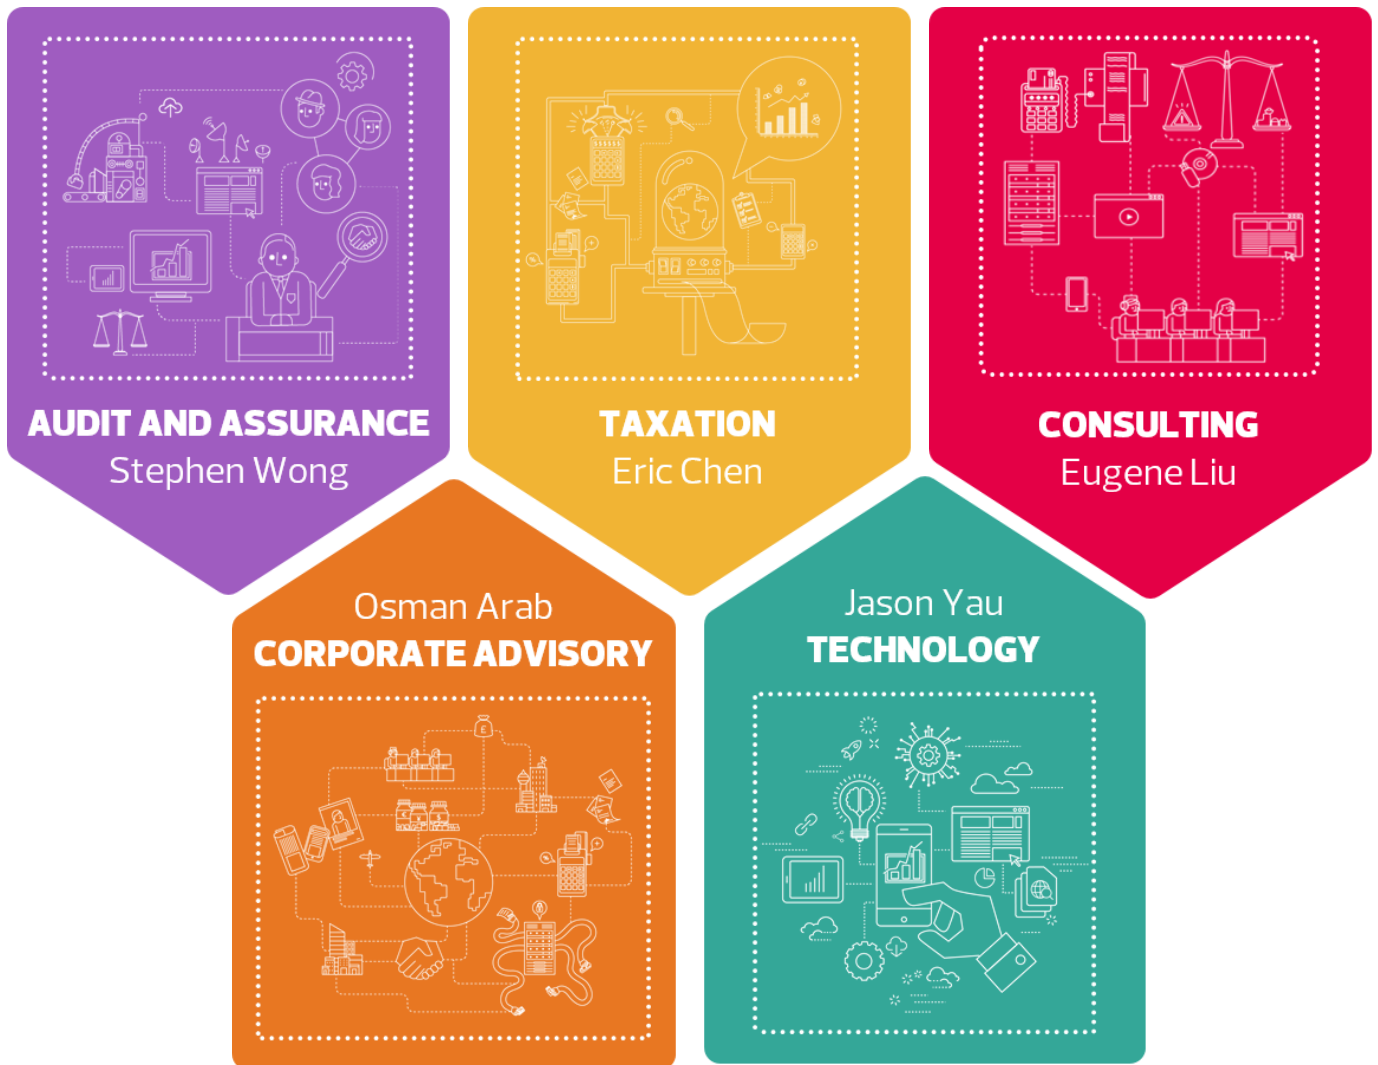 AUDIT AND ASSURANCE
Stephen Wong
TAXATION
Eric Chen
CONSULTING
Eugene Liu
Osman Arab
CORPORATE ADVISORY
Jason Yau
TECHNOLOGY